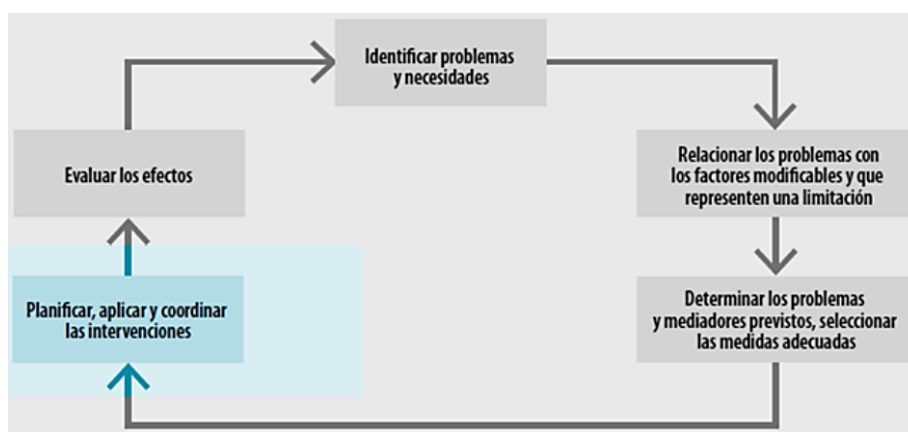 Identificar problemas
y necesidades
Relacionar los problemas con
los factores modificables y que
representen una limitación
Determinar los problemas
y mediadores previstos, seleccionar
las medidas adecuadas
Planificar, aplicar y coordinar
las intervenciones
Evaluar los efectos